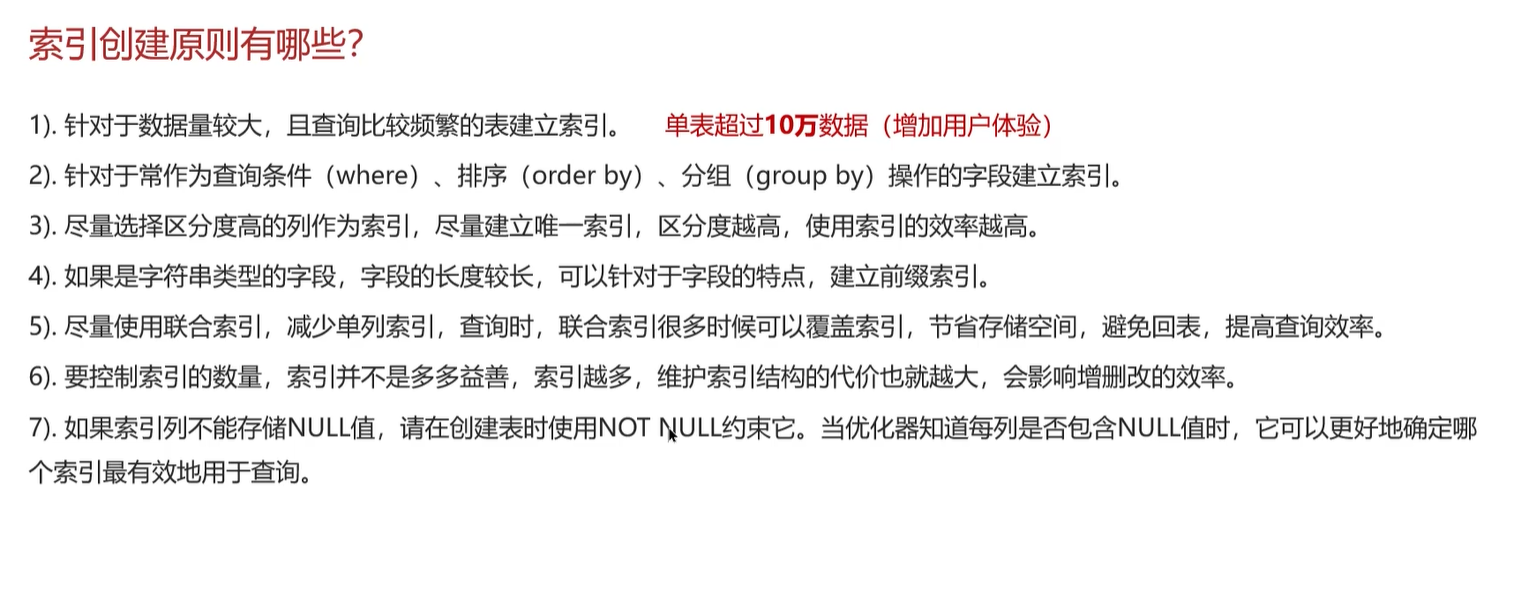 索引创建原则有哪些？
1). 针对于数据量较大，且查询比较频繁的表建立索引。 单表超过10万数据（增加用户体验）
2). 针对于常作为查询条件（where）、排序（order by）、分组（group by）操作的字段建立索引。
3). 尽量选择区分度高的列作为索引，尽量建立唯一索引，区分度越高，使用索引的效率越高。
4). 如果是字符串类型的字段，字段的长度较长，可以针对于字段的特点，建立前缀索引。
5). 尽量使用联合索引，减少单列索引，查询时，联合索引很多时候可以覆盖索引，节省存储空间，避免回表，提高查询效率。
6). 要控制索引的数量，索引并不是多多益善，索引越多，维护索引结构的代价也就越大，会影响增删改的效率。
7). 如果索引列不能存储NULL值，请在创建表时使用NOT NULL约束它。当优化器知道每列是否包含NULL值时，它可以更好地确定哪
个索引最有效地用于查询。